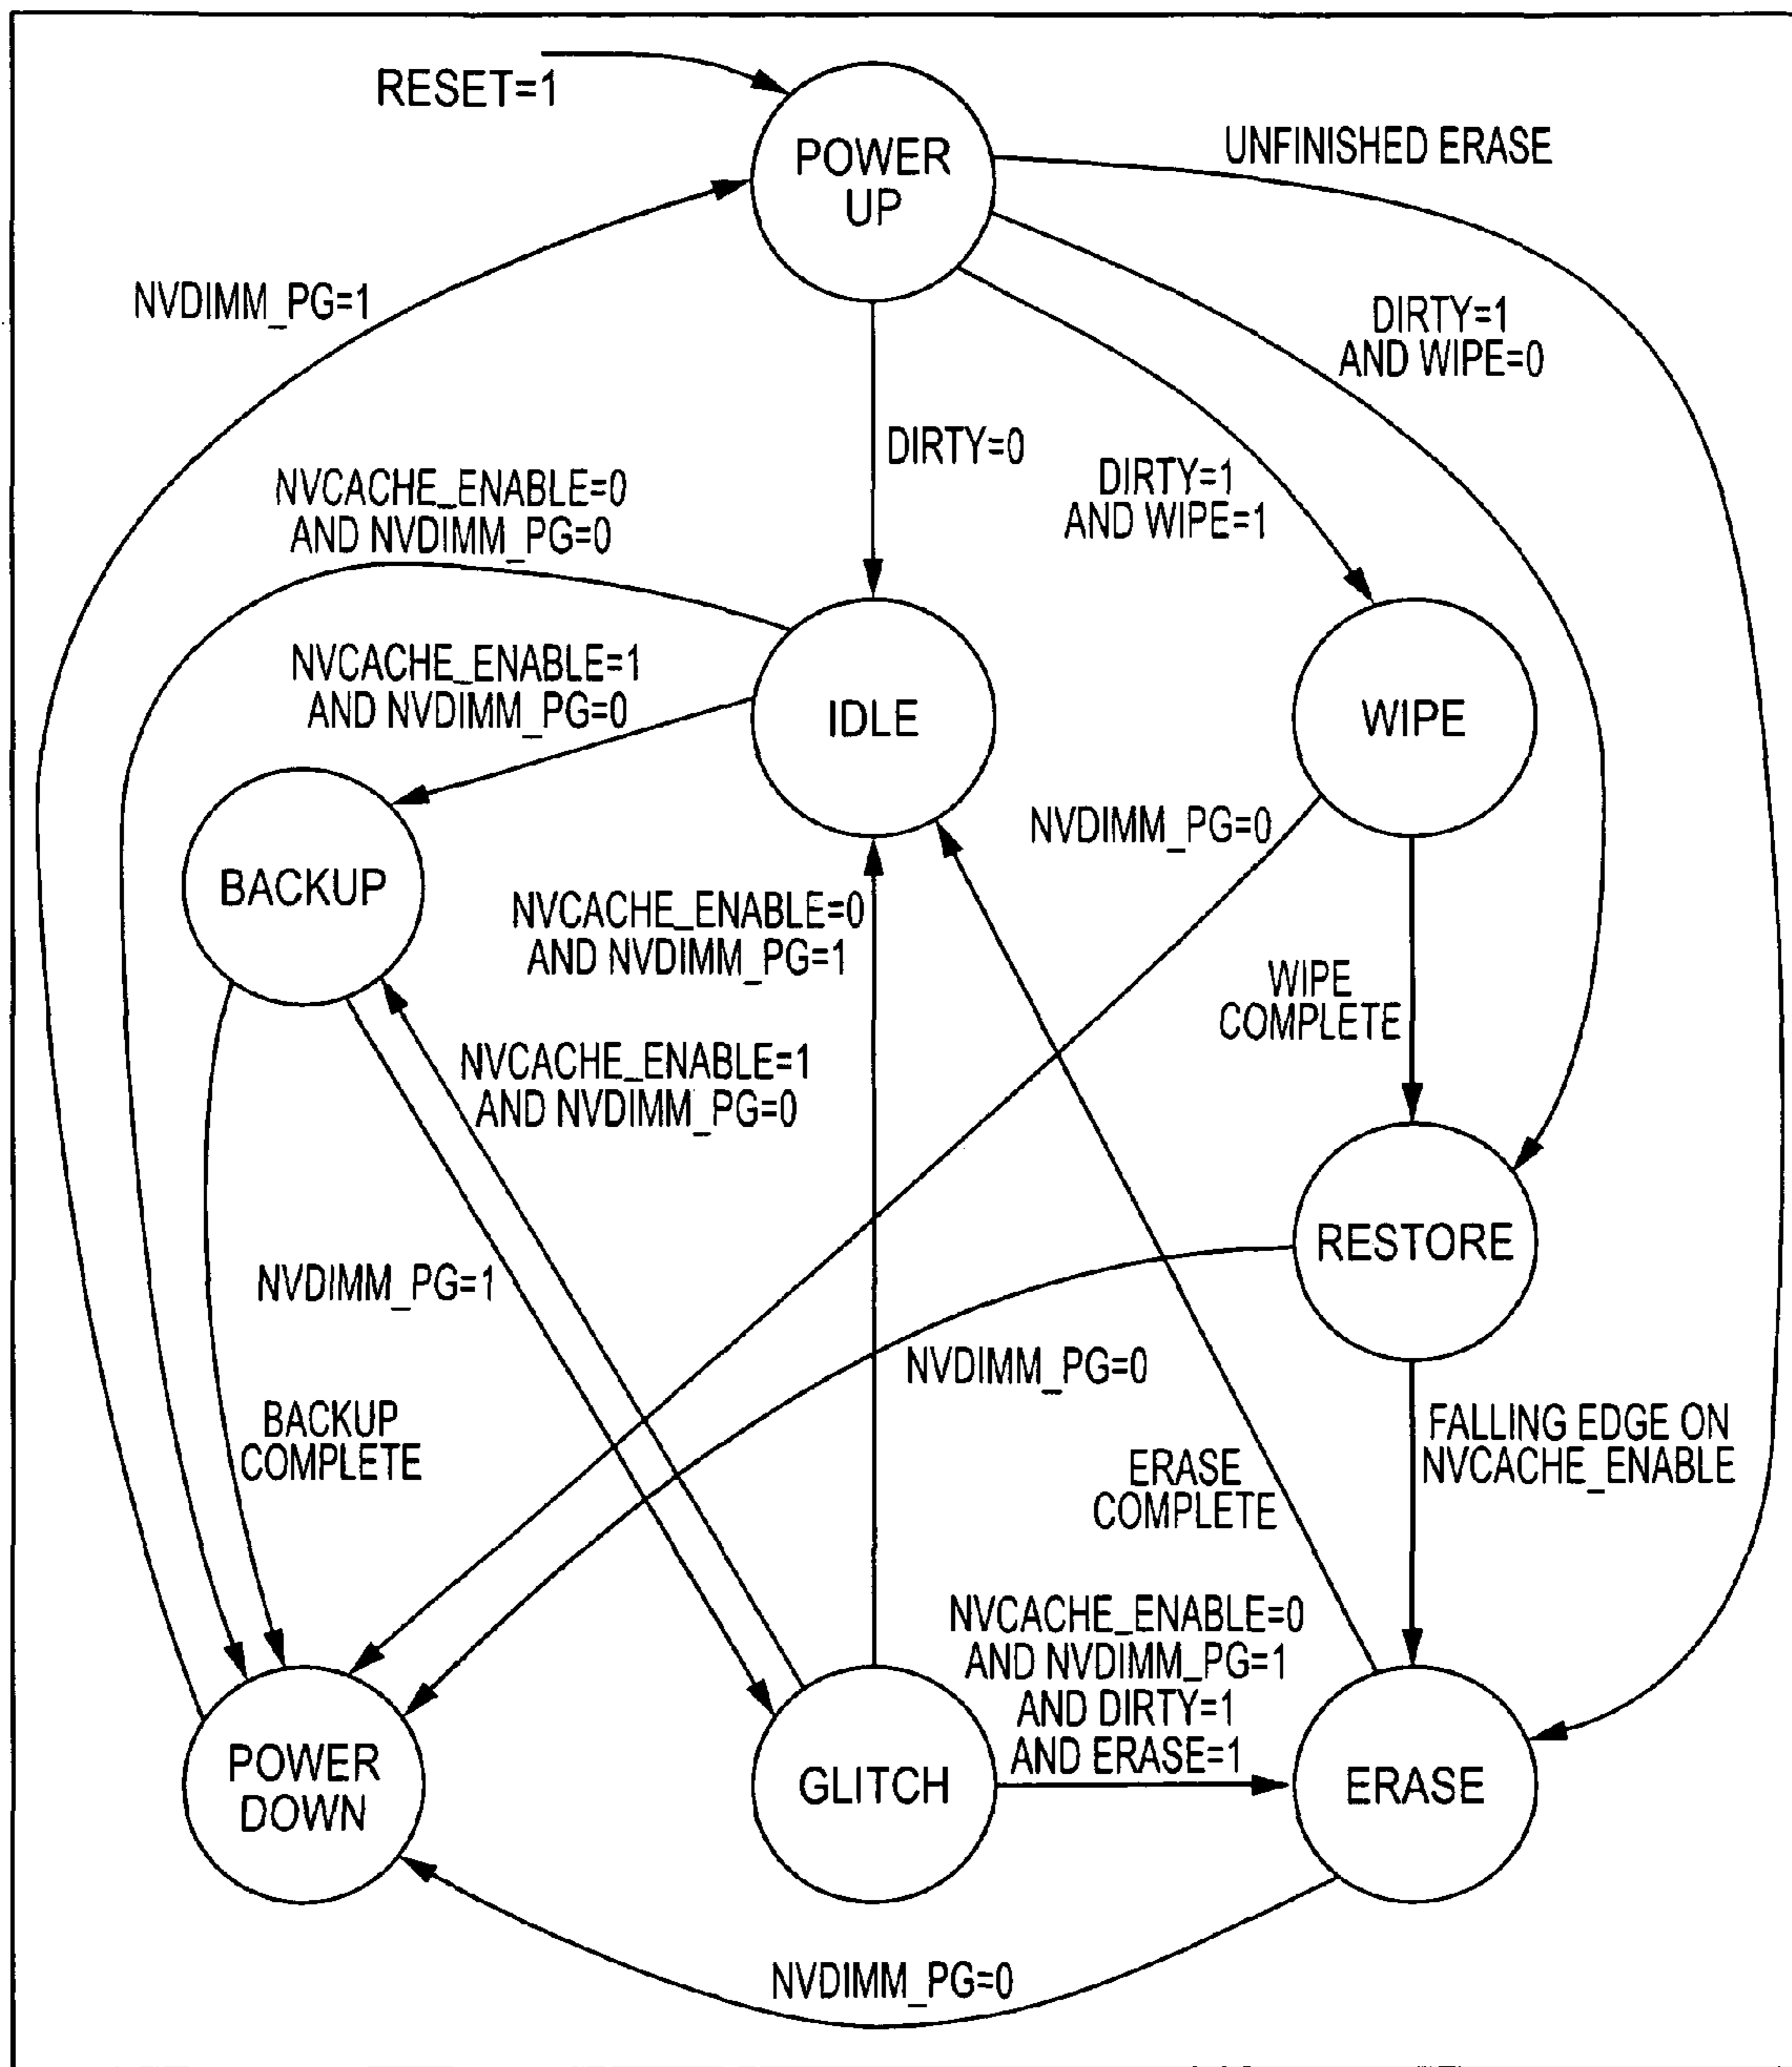 RESET=1
POWER
UP
UNFINISHED ERASE
NVDIMM_PG=1
DIRTY=1
AND WIPE=0
DIRTY=0
DIRTY=1
AND WIPE=1
NVCACHE_ENABLE=0
AND NVDIMM_PG=0
NVCACHE_ENABLE=1
AND NVDIMM_PG=0
IDLE
WIPE
NVDIMM_PG=0
BACKUP
NVCACHE_ENABLE=0
AND NVDIMM_PG=1
WIPE
COMPLETE
NVCACHE_ENABLE=1
AND NVDIMM_PG=0
RESTORE
NVDIMM_PG=1
NVDIMM_PG=0
BACKUP
COMPLETE
FALLING EDGE ON
NVCACHE_ENABLE
ERASE
COMPLETE
NVCACHE_ENABLE=0
AND NVDIMM_PG=1
AND DIRTY=1
AND ERASE=1
POWER
DOWN
GLITCH
ERASE
NVDIMM_PG=0